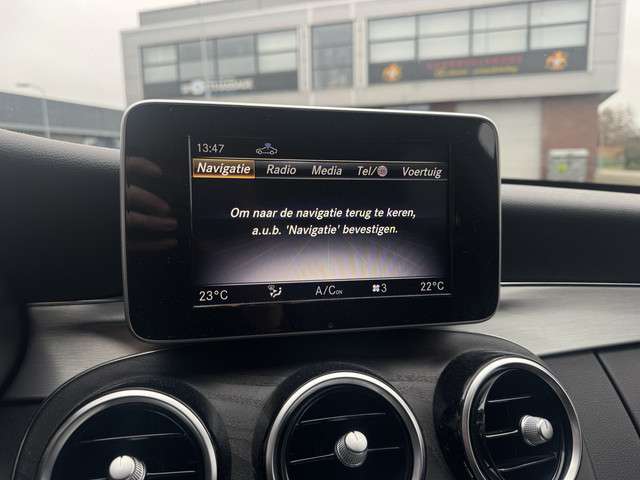 13:47
Navigatie Radio Media Tel/ Voertuig
Om naar de navigatie terug te keren,
a.u.b. 'Navigatie' bevestigen.
23°C A/C ON 3 22°C